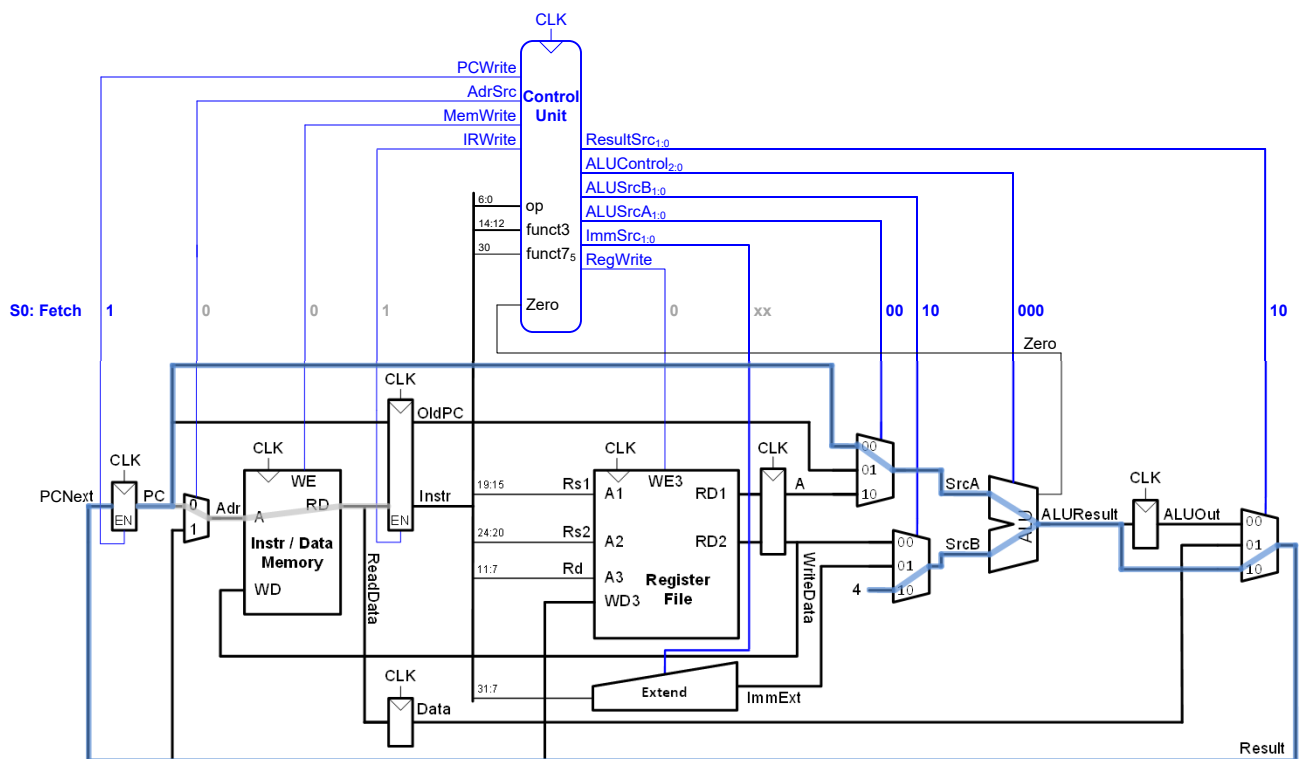 CLK
PCWrite
AdrSrc
MemWrite
IRWrite
Control
Unit
ResultSrc1:0
ALUControl2:0
ALUSrcB1:0
ALUSrcA1:0
ImmSrc1:0
RegWrite
6:0
op
14:12
funct3
30
funct75
Zero
S0: Fetch 1 0 0 1 0 xx 00 10 000 10
Zero
CLK
OldPC
CLK
CLK
CLK
CLK
CLK
PCNext
PC
EN
0
1
Adr
A
WE
RD
Instr / Data
Memory
WD
ReadData
EN
Instr
19:15
Rs1
A1
WE3
RD1
A
24:20
Rs2
A2
RD2
11:7
Rd
A3
WD3
Register
File
WriteData
00
01
10
SrcA
00
01
10
4
SrcB
ALU
ALUResult
ALUOut
00
01
10
31:7
Extend
ImmExt
CLK
Data
Result